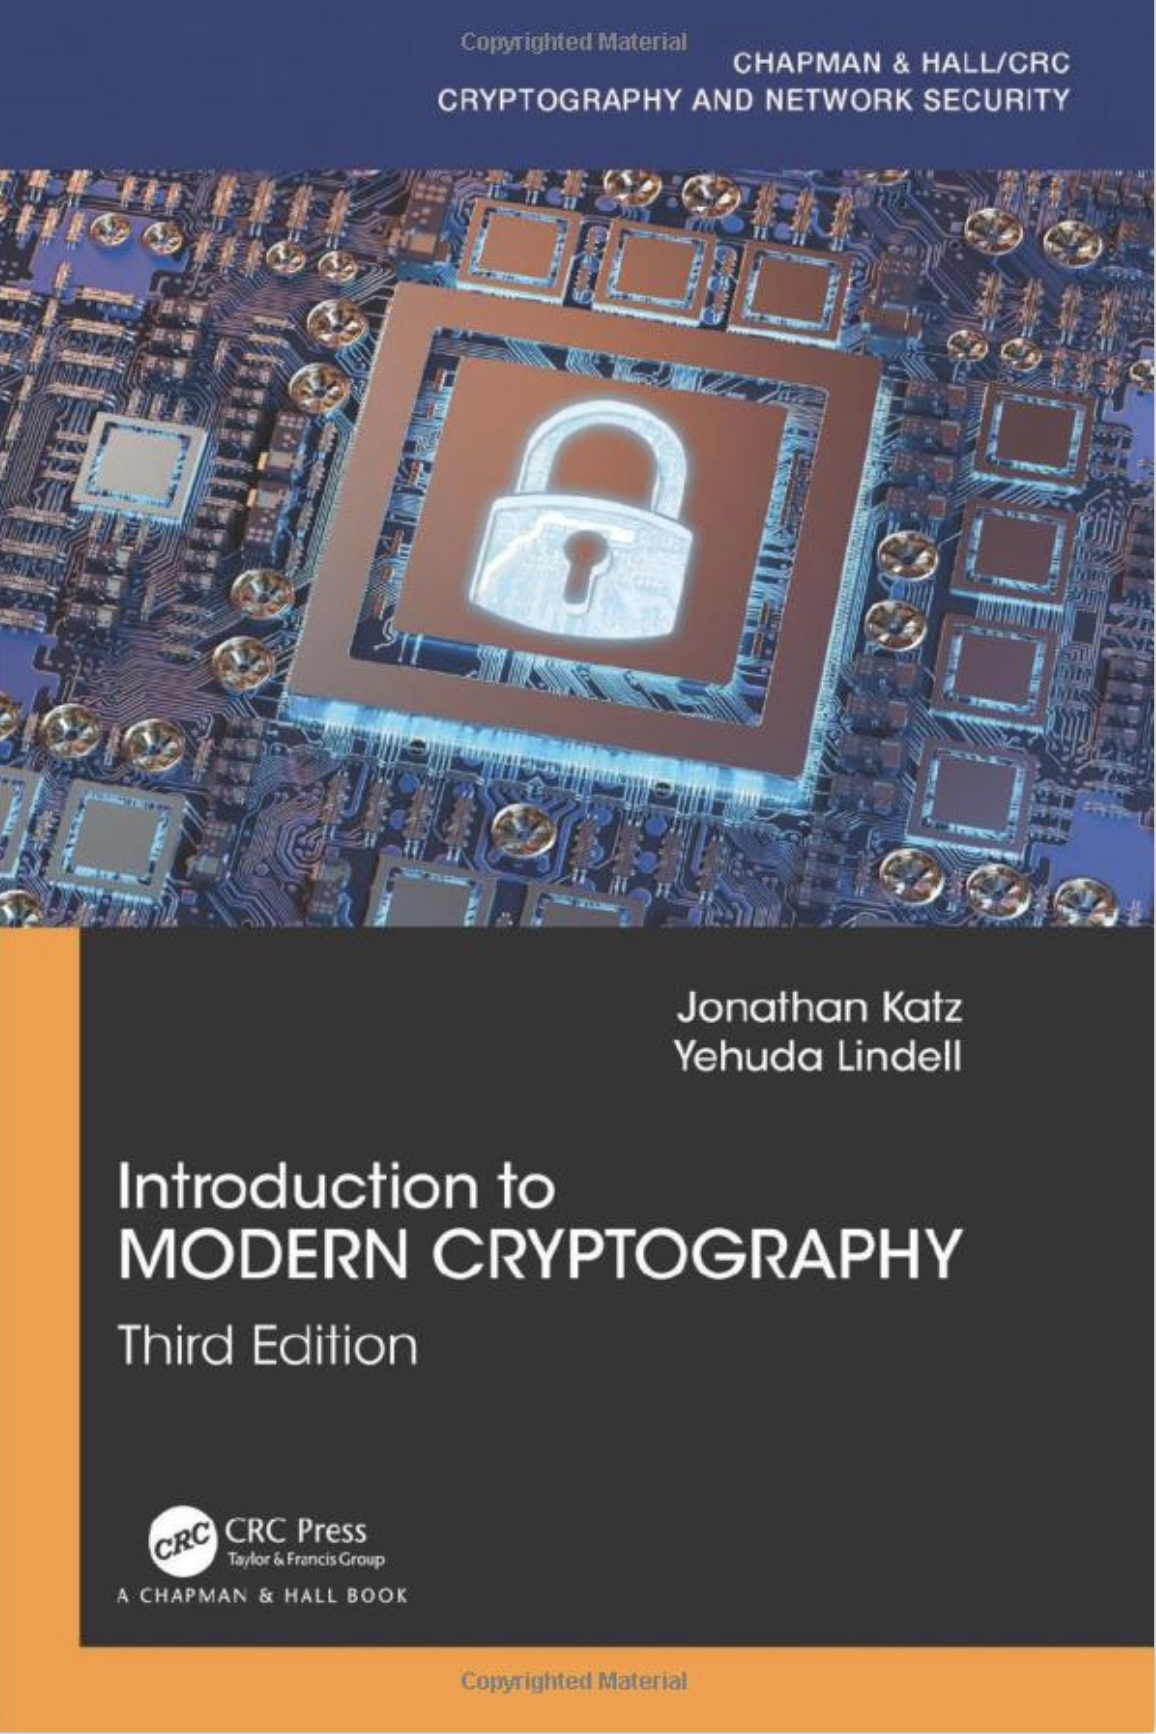 Copyrighted Material
CHAPMAN & HALL/CRC
CRYPTOGRAPHY AND NETWORK SECURITY
Jonathan Katz
Yehuda Lindell
Introduction to
MODERN CRYPTOGRAPHY
Third Edition
CRC
CRC Press
Taylor & Francis Group
A CHAPMAN & HALL BOOK
Copyrighted Material